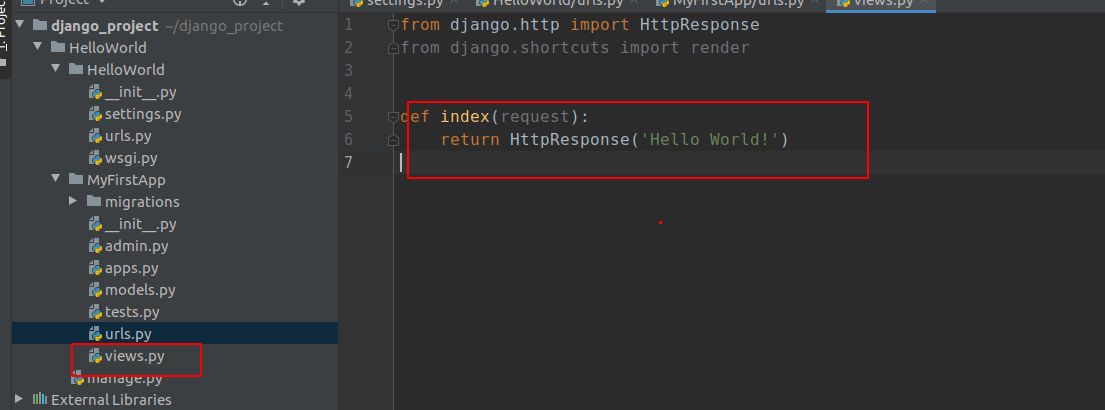 Project
settings.py
HelloWorld/urls.py
MyFirstApp/urls.py
views.py
1: Project
django_project ~/django_project
HelloWorld
HelloWorld
__init__.py
settings.py
urls.py
wsgi.py
MyFirstApp
migrations
__init__.py
admin.py
apps.py
models.py
tests.py
urls.py
views.py
manage.py
External Libraries
1 from django.http import HttpResponse
2 from django.shortcuts import render
3
4
5 def index(request):
6 return HttpResponse('Hello World!')
7